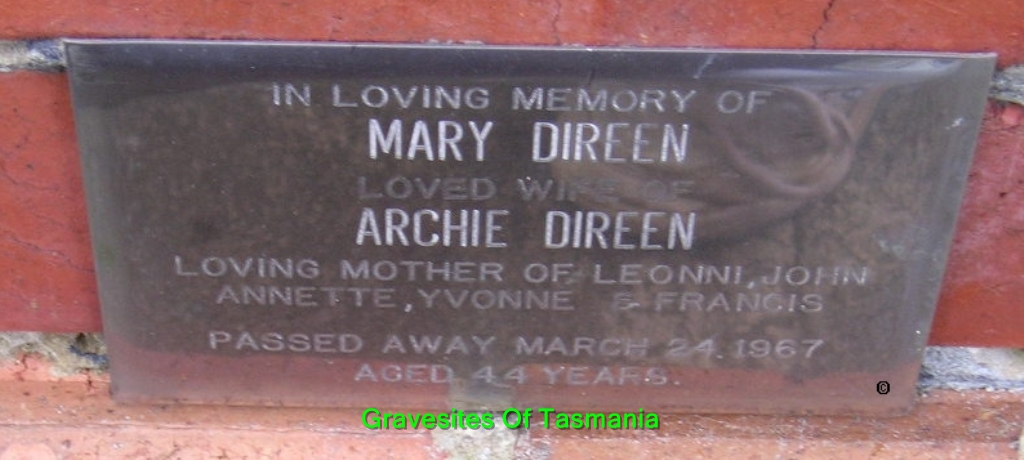 IN LOVING MEMORY OF
MARY DIREEN
LOVED WIFE OF
ARCHIE DIREEN
LOVING MOTHER OF LEONNI, JOHN
ANNETTE, YVONNE & FRANCIS
PASSED AWAY MARCH 24. 1967
AGED 44 YEARS.
©
Gravesites Of Tasmania